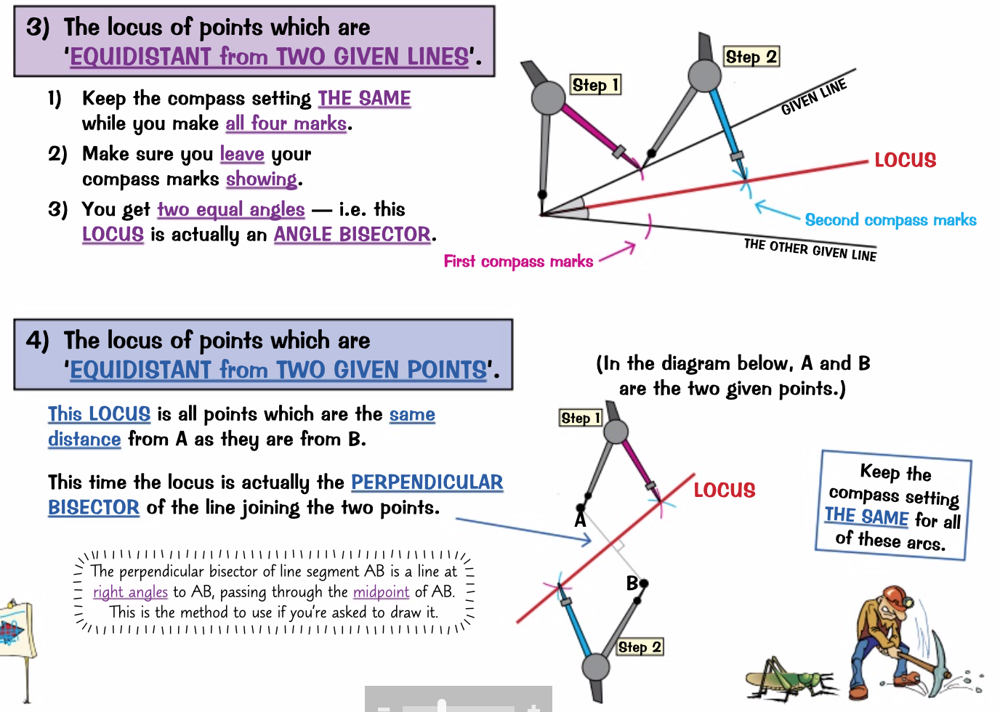 3) The locus of points which are
'EQUIDISTANT from TWO GIVEN LINES'.
1) Keep the compass setting THE SAME
while you make all four marks.
2) Make sure you leave your
compass marks showing.
3) You get two equal angles — i.e. this
LOCUS is actually an ANGLE BISECTOR.
Step 1
Step 2
GIVEN LINE
LOCUS
Second compass marks
THE OTHER GIVEN LINE
First compass marks
4) The locus of points which are
'EQUIDISTANT from TWO GIVEN POINTS'.
This LOCUS is all points which are the same
distance from A as they are from B.
This time the locus is actually the PERPENDICULAR
BISECTOR of the line joining the two points.
The perpendicular bisector of line segment AB is a line at
right angles to AB, passing through the midpoint of AB.
This is the method to use if you're asked to draw it.
(In the diagram below, A and B
are the two given points.)
Step 1
LOCUS
A
B
Step 2
Keep the
compass setting
THE SAME for all
of these arcs.